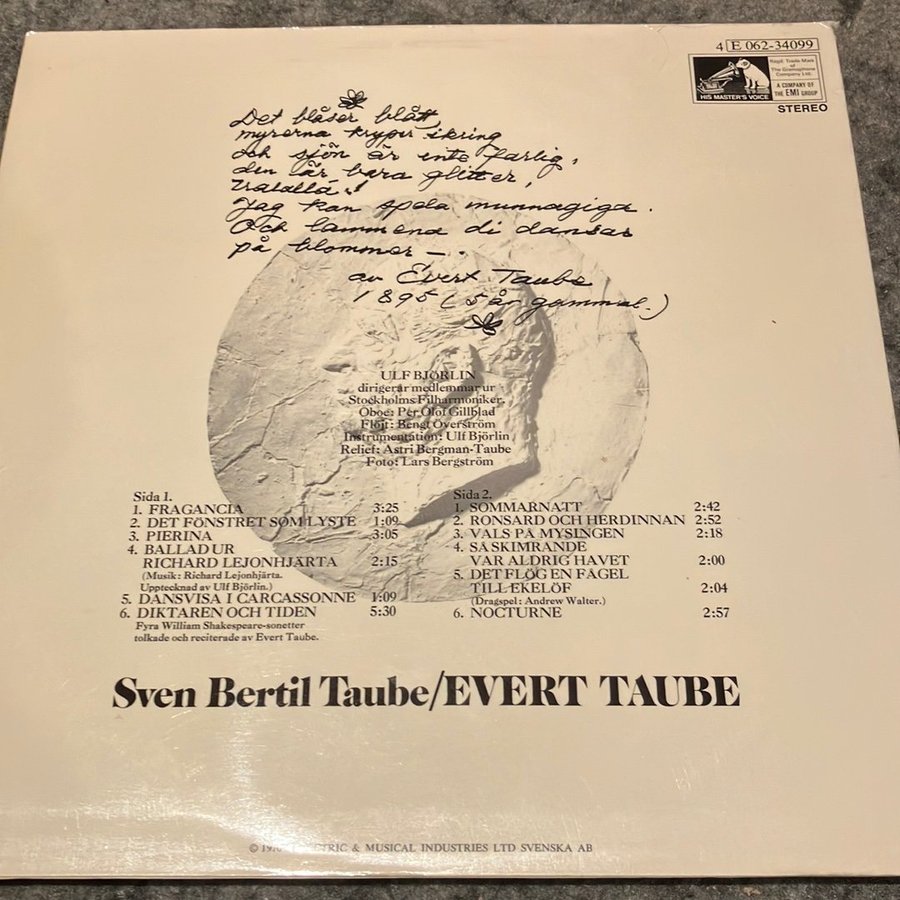 4 E 062-34099
Regd. Trade Mark
of
The Gramophone
Company Ltd.
A COMPANY OF
THE EMI GROUP
HIS MASTER'S VOICE
STEREO
Det blåser blått,
myrorna kryper ikring
och sjön är inte farlig,
den är bara glitter,
Tralallá!
Jag kan spela munnagiga.
Och lammena di dansar
på blommor —.
av Evert Taube
1895 (5 år gammal.)
ULF BJÖRLIN
dirigerar medlemmar ur
Stockholms Filharmoniker.
Oboe: Per Olof Gillblad
Flöjt: Bengt Överström
Instrumentation: Ulf Björlin
Relief: Astri Bergman-Taube
Foto: Lars Bergström
Sida 1.
1. FRAGANCIA 3:25
2. DET FÖNSTRET SOM LYSTE 1:09
3. PIERINA 3:05
4. BALLAD UR
RICHARD LEJONHJÄRTA 2:15
(Musik: Richard Lejonhjärta.
Upptecknad av Ulf Björlin.)
5. DANSVISA I CARCASSONNE 1:09
6. DIKTAREN OCH TIDEN 5:30
Fyra William Shakespeare-sonetter
tolkade och reciterade av Evert Taube.
Sida 2.
1. SOMMARNATT 2:42
2. RONSARD OCH HERDINNAN 2:52
3. VALS PÅ MYSINGEN 2:18
4. SÅ SKIMRANDE
VAR ALDRIG HAVET 2:00
5. DET FLÖG EN FÅGEL
TILL EKELÖF 2:04
(Dragspel: Andrew Walter.)
6. NOCTURNE 2:57
Sven Bertil Taube/EVERT TAUBE
© & MUSICAL INDUSTRIES LTD SVENSKA AB